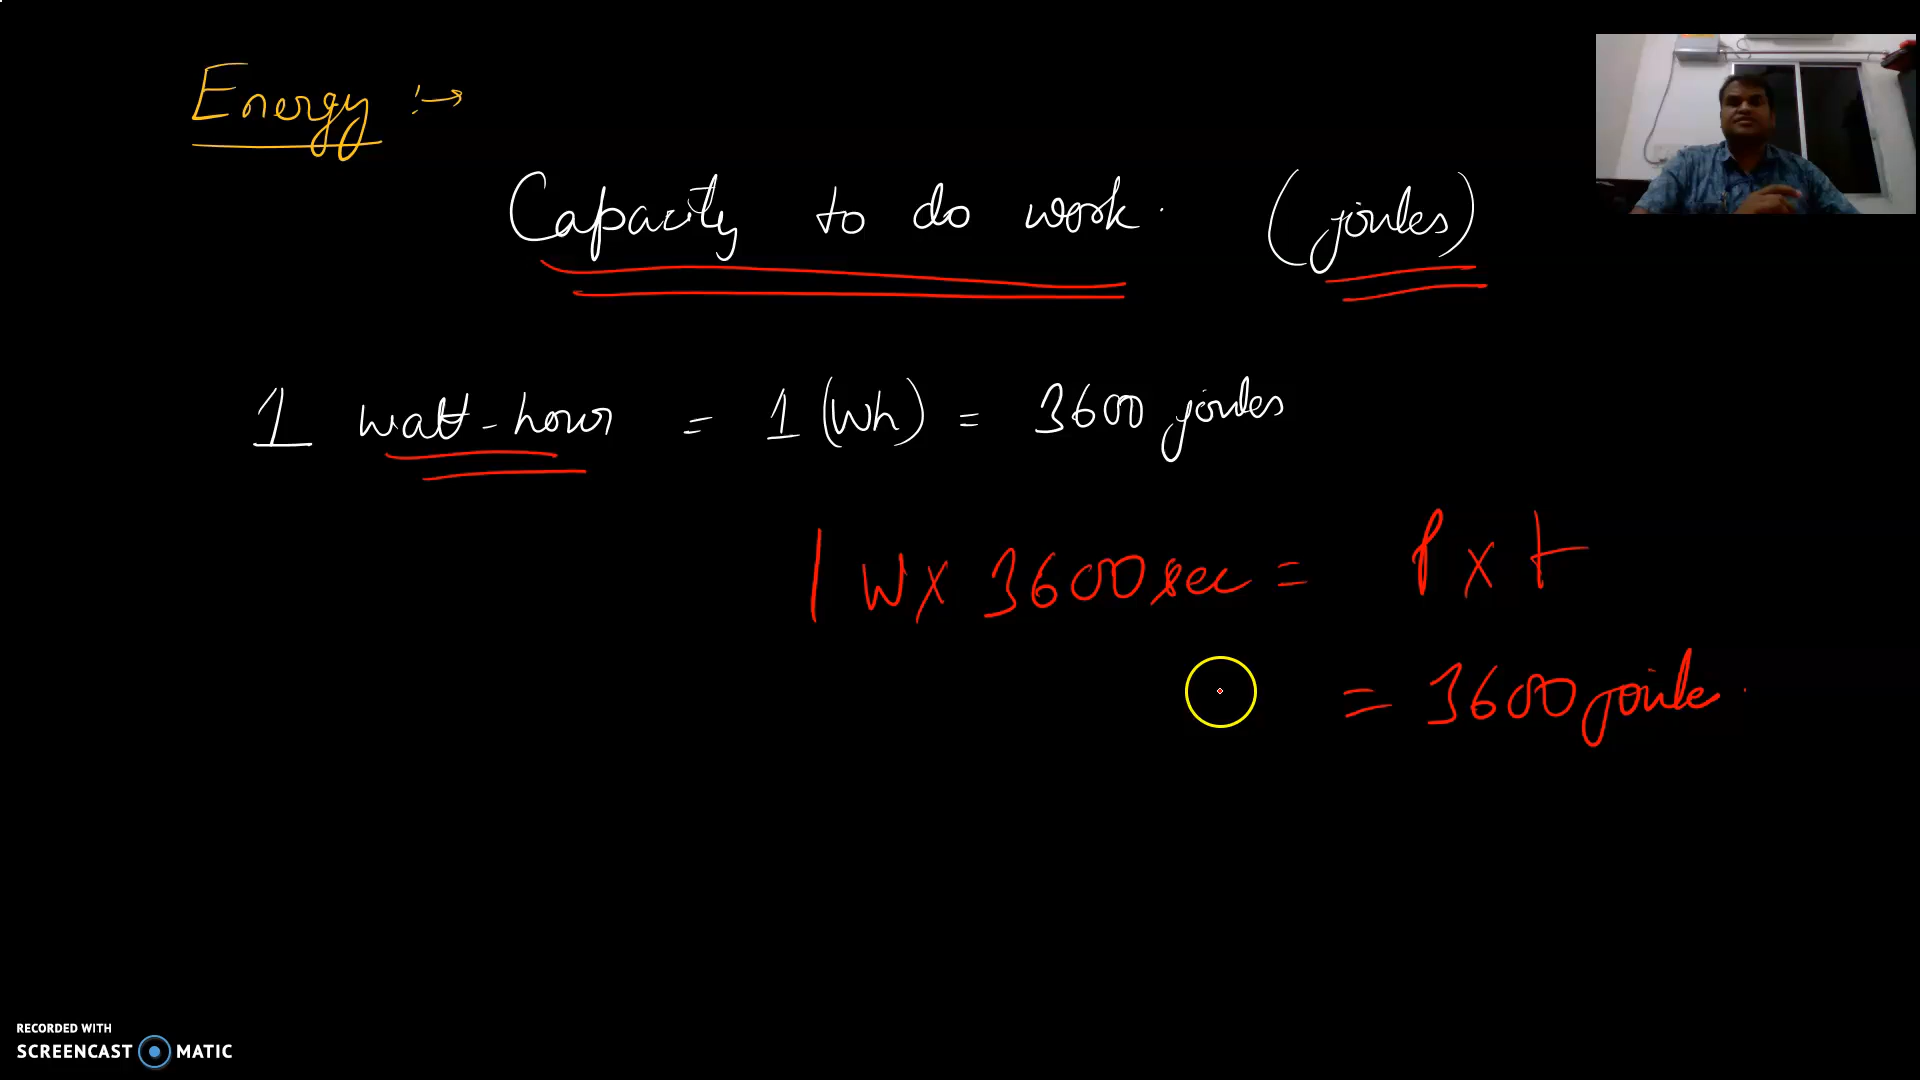 Energy :→
Capacity to do work. (joules)
1 watt-hour = 1 (Wh) = 3600 joules
1 W x 3600 sec = P x t
= 3600 joule.
RECORDED WITH
SCREENCAST MATIC